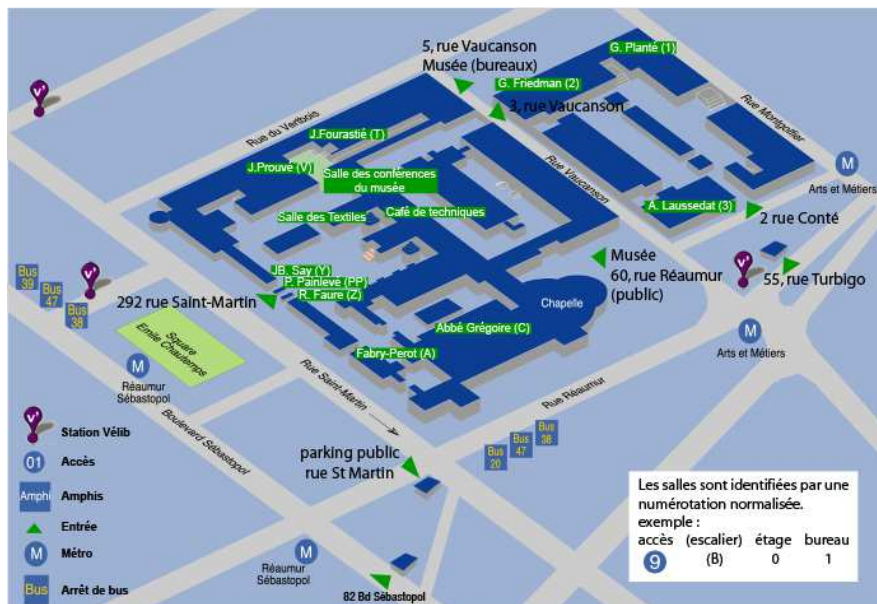 5, rue Vaucanson
Musée (bureaux)
G. Planté (1)
G. Friedman (2)
3, rue Vaucanson
Rue Montgolfier
Rue du Vertbois
J.Fourastié (T)
J.Prouvé (V)
Salle des conférences
du musée
Rue Vaucanson
M
Arts et Métiers
A. Laussedat (3)
2 rue Conté
Salle des Textiles
Café de techniques
Musée
60, rue Réaumur
(public)
55, rue Turbigo
JB. Say (Y)
P. Painlevé (PP)
R. Faure (Z)
292 rue Saint-Martin
Chapelle
Abbé Grégoire (C)
Fabry-Perot (A)
M
Arts et Métiers
Bus
39
Bus
47
Bus
38
Square
Emile Chautemps
M
Réaumur
Sébastopol
Rue Saint-Martin
Rue Réaumur
Boulevard Sébastopol
Bus
20
Bus
47
Bus
38
parking public
rue St Martin
M
Réaumur
Sébastopol
82 Bd Sébastopol
Station Vélib
01 Accès
Amphi Amphis
Entrée
M Métro
Bus Arrêt de bus
Les salles sont identifiées par une
numérotation normalisée.
exemple :
accès (escalier) étage bureau
9 (B) 0 1